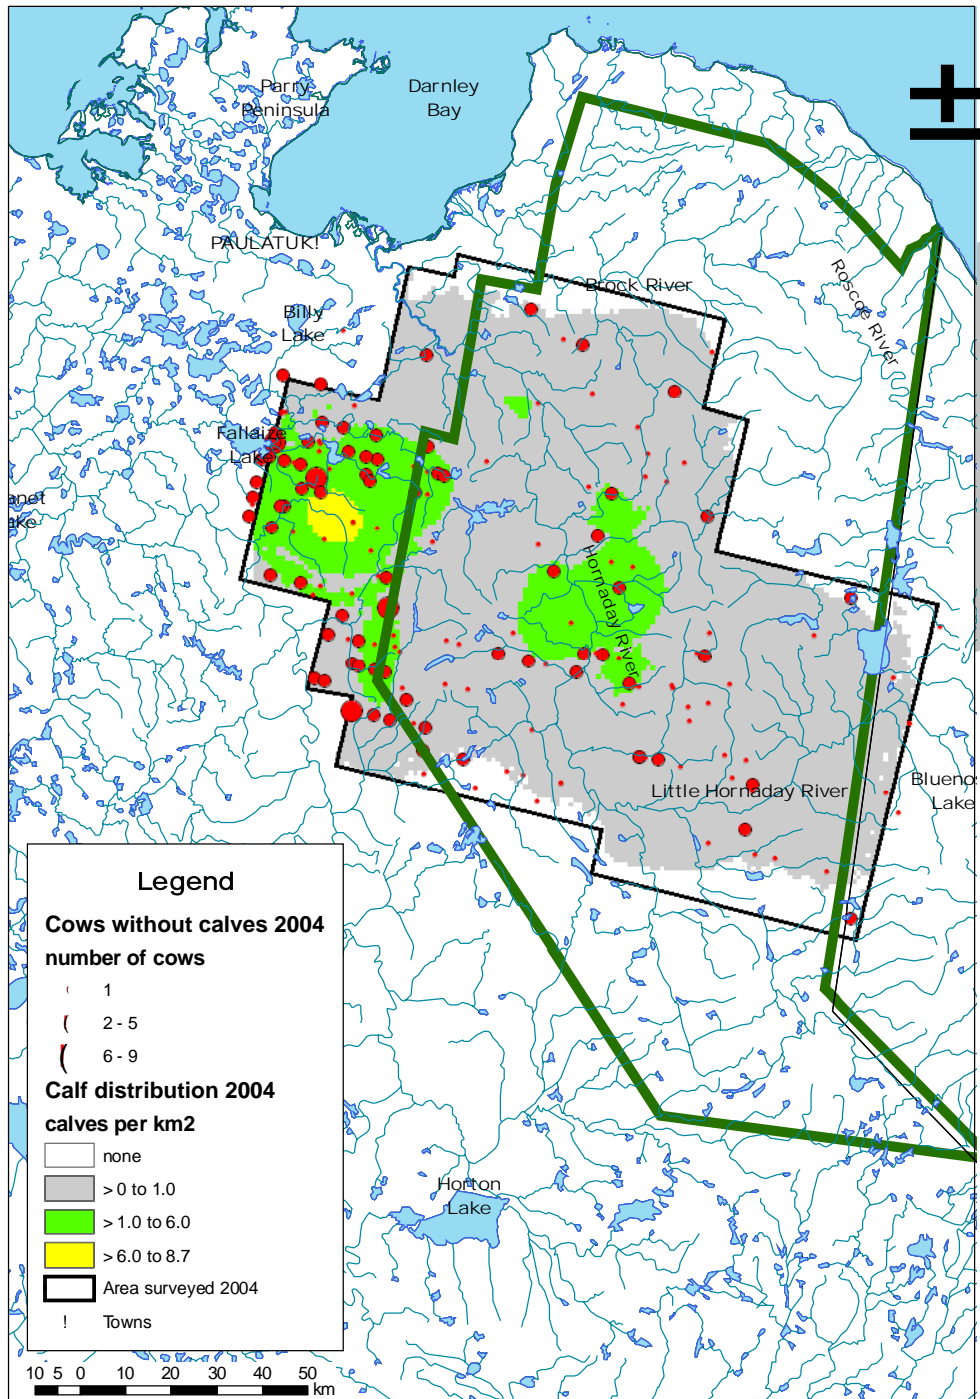 Parry
Peninsula
Darnley
Bay
PAULATUK!
Brock River
Roscoe River
Billy
Lake
Fallaize
Lake
anet
ke
Hornaday River
Little Hornaday River
Bluenos
Lake
Legend
Cows without calves 2004
number of cows
1
2 - 5
6 - 9
Calf distribution 2004
calves per km2
none
> 0 to 1.0
> 1.0 to 6.0
> 6.0 to 8.7
Area surveyed 2004
! Towns
Horton
Lake
10 5 0 10 20 30 40 50
km